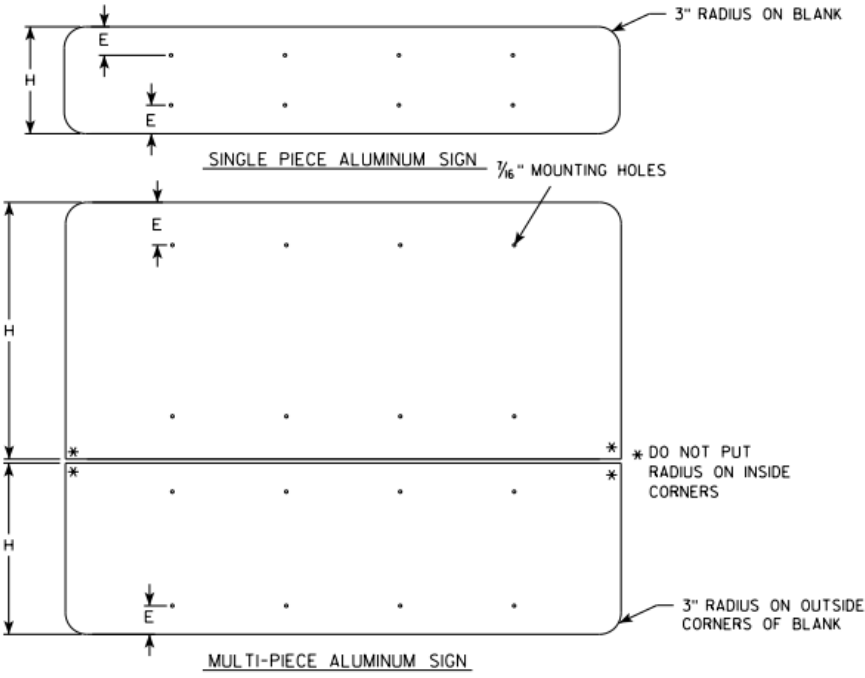 3" RADIUS ON BLANK
E
H
E
SINGLE PIECE ALUMINUM SIGN
7/16" MOUNTING HOLES
E
H
* *
* DO NOT PUT
RADIUS ON INSIDE
CORNERS
* *
H
E
3" RADIUS ON OUTSIDE
CORNERS OF BLANK
MULTI-PIECE ALUMINUM SIGN